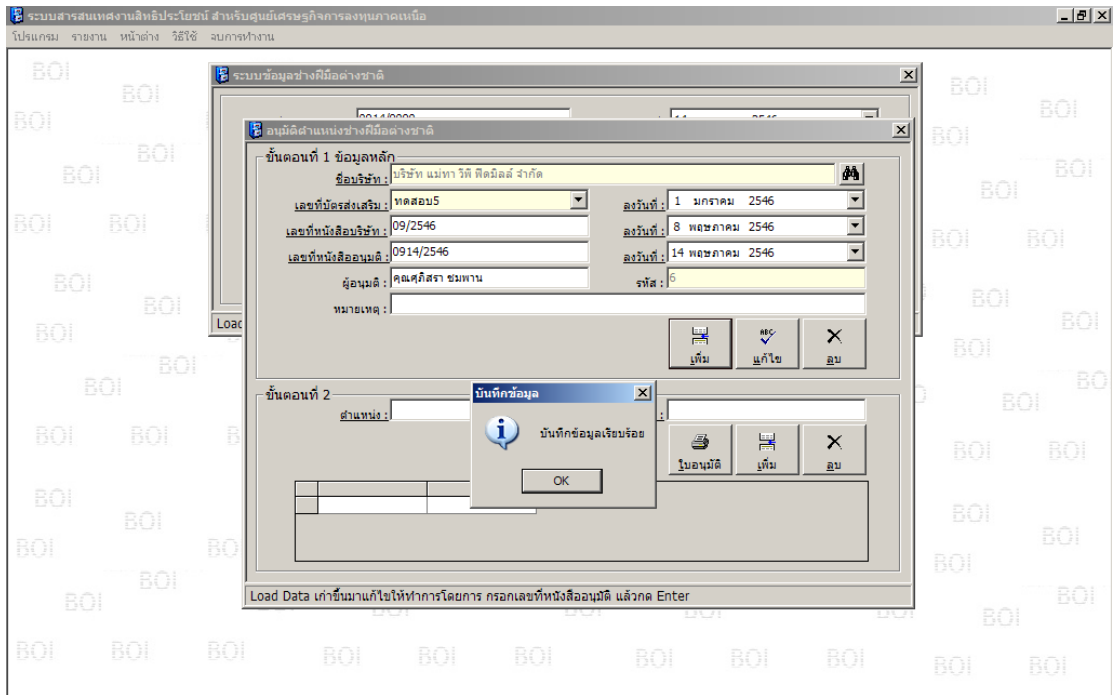 ระบบสารสนเทศงานสิทธิประโยชน์ สำหรับศูนย์เศรษฐกิจการลงทุนภาคเหนือ
โปรแกรม รายงาน หน้าต่าง วิธีใช้ จบการทำงาน
ระบบข้อมูลช่างฝีมือต่างชาติ
อนุมัติตำแหน่งช่างฝีมือต่างชาติ
ขั้นตอนที่ 1 ข้อมูลหลัก
ชื่อบริษัท : บริษัท แม่ทา วีพี ฟีดมิลล์ จำกัด
เลขที่บัตรส่งเสริม : ทดสอบ5 ลงวันที่ : 1 มกราคม 2546
เลขที่หนังสือบริษัท : 09/2546 ลงวันที่ : 8 พฤษภาคม 2546
เลขที่หนังสืออนุมติ : 0914/2546 ลงวันที่ : 14 พฤษภาคม 2546
ผู้อนุมติ : คุณศุภิสรา ชมพาน รหัส : 6
หมายเหตุ :
Load
เพิ่ม แก้ไข ลบ
ขั้นตอนที่ 2
ตำแหน่ง :
บันทึกข้อมูล
บันทึกข้อมูลเรียบร้อย
OK
ใบอนุมัติ เพิ่ม ลบ
Load Data เก่าขึ้นมาแก้ไขให้ทำการโดยการ กรอกเลขที่หนังสืออนุมัติ แล้วกด Enter